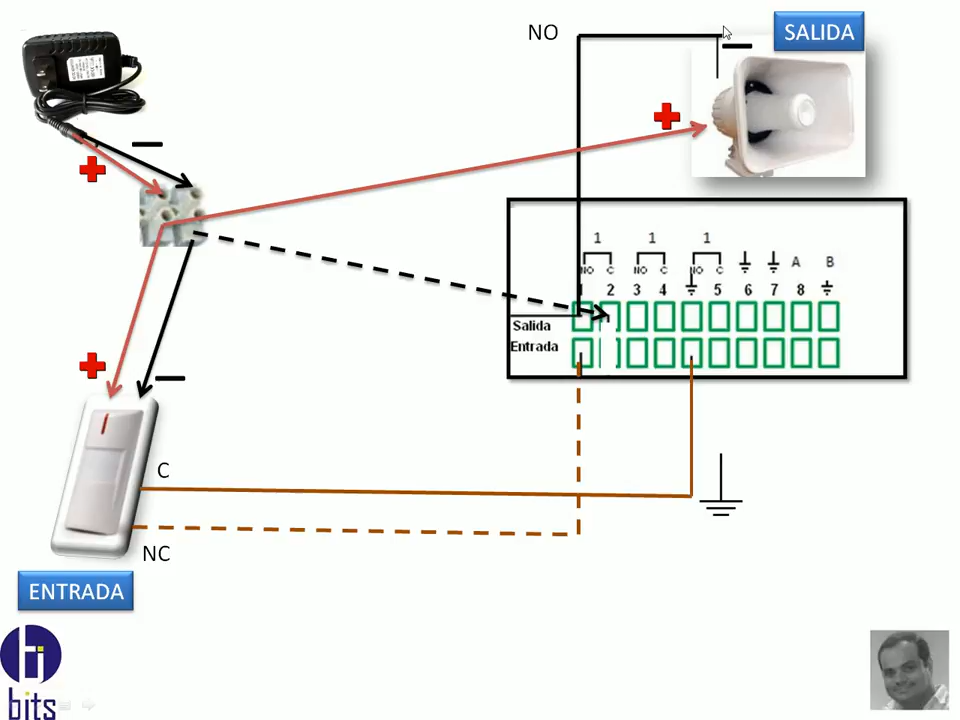 NO
SALIDA
1 1 1
NO C NO C NO C A B
1 2 3 4 5 6 7 8
Salida
Entrada
C
NC
ENTRADA
bits